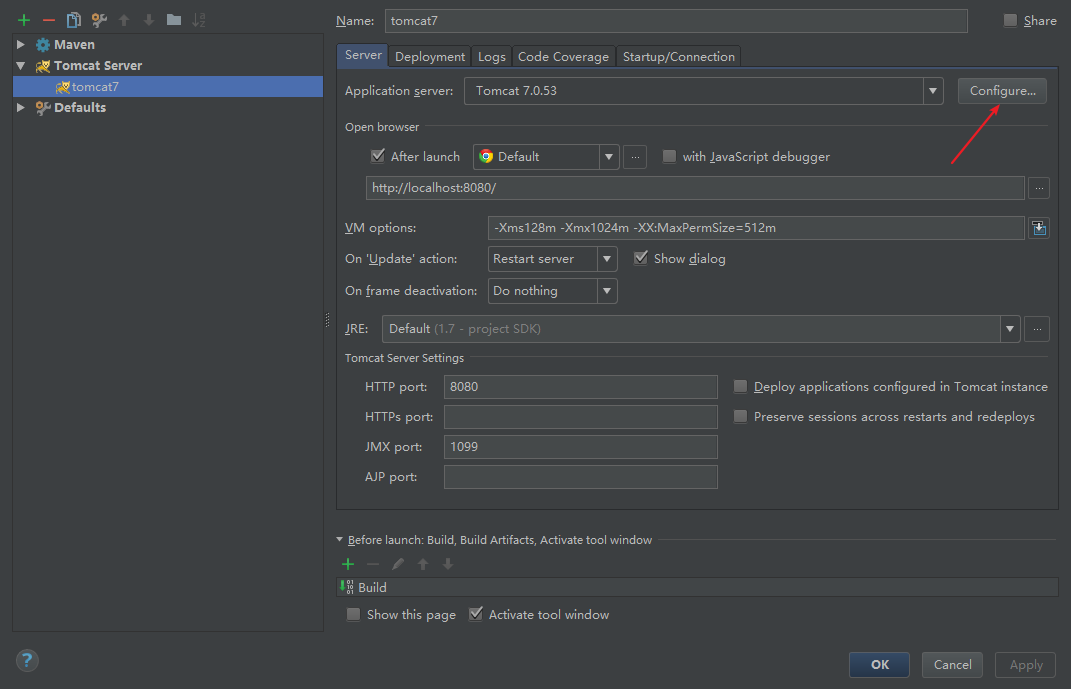 Name: tomcat7 Share
Maven
Tomcat Server
tomcat7
Defaults
Server Deployment Logs Code Coverage Startup/Connection
Application server: Tomcat 7.0.53 Configure...
Open browser
After launch Default ... with JavaScript debugger
http://localhost:8080/ ...
VM options: -Xms128m -Xmx1024m -XX:MaxPermSize=512m
On 'Update' action: Restart server Show dialog
On frame deactivation: Do nothing
JRE: Default (1.7 - project SDK) ...
Tomcat Server Settings
HTTP port: 8080 Deploy applications configured in Tomcat instance
HTTPs port: Preserve sessions across restarts and redeploys
JMX port: 1099
AJP port:
Before launch: Build, Build Artifacts, Activate tool window
Build
Show this page Activate tool window
? OK Cancel Apply